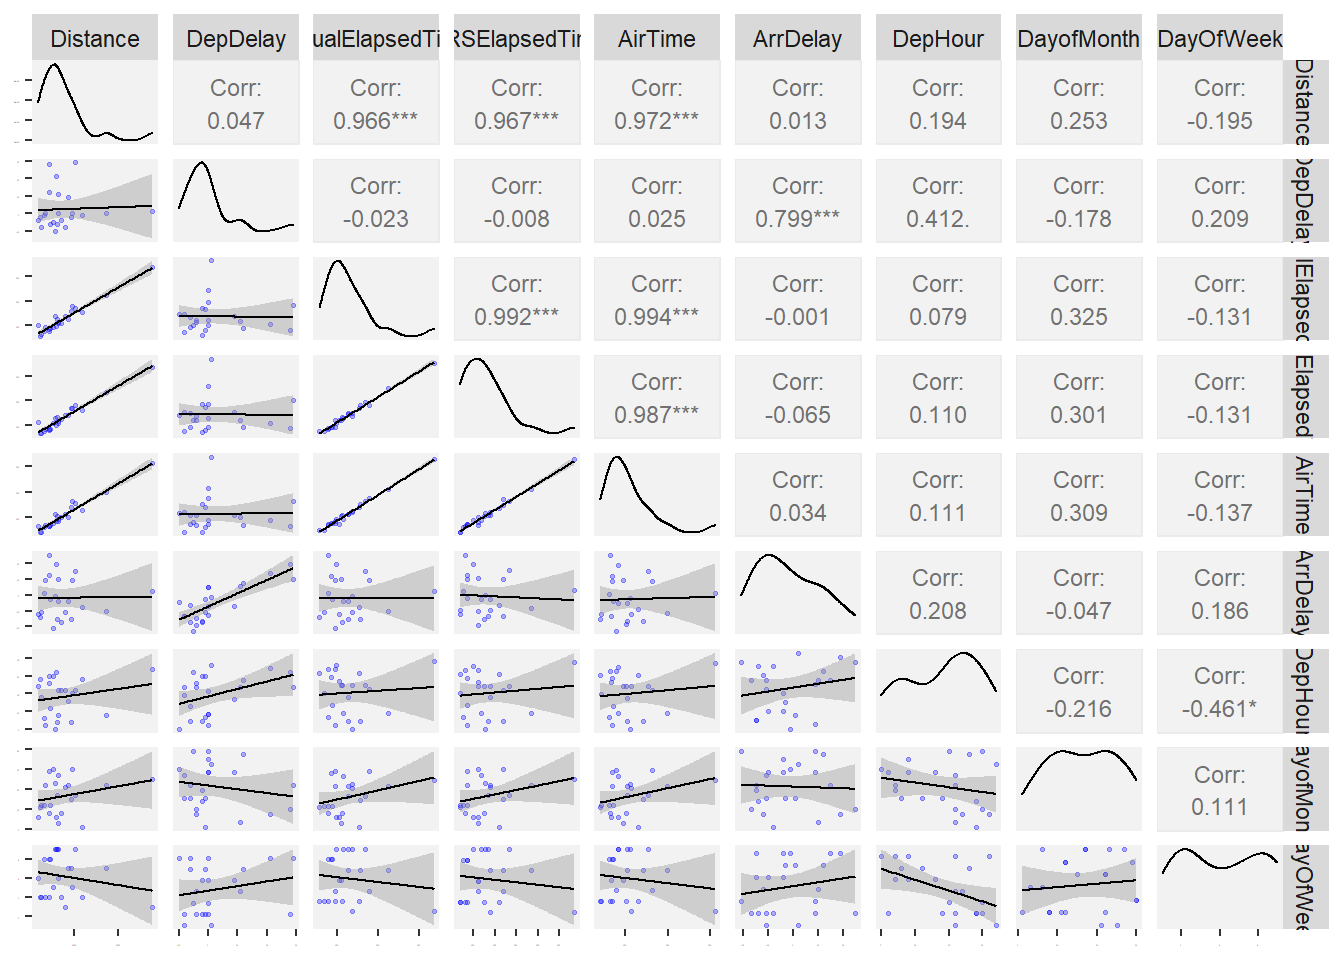 Distance DepDelay ualElapsedTi RSElapsedTim AirTime ArrDelay DepHour DayofMonth DayOfWeek
Corr: Corr: Corr: Corr: Corr: Corr: Corr: Corr: Distance
0.047 0.966*** 0.967*** 0.972*** 0.013 0.194 0.253 -0.195
Corr: Corr: Corr: Corr: Corr: Corr: Corr: DepDelay
-0.023 -0.008 0.025 0.799*** 0.412. -0.178 0.209
Corr: Corr: Corr: Corr: Corr: Corr: lElapsed
0.992*** 0.994*** -0.001 0.079 0.325 -0.131
Corr: Corr: Corr: Corr: Corr: Elapsed
0.987*** -0.065 0.110 0.301 -0.131
Corr: Corr: Corr: Corr: AirTime
0.034 0.111 0.309 -0.137
Corr: Corr: Corr: ArrDelay
0.208 -0.047 0.186
Corr: Corr: DepHour
-0.216 -0.461*
Corr: ayofMon
0.111
ayOfWee